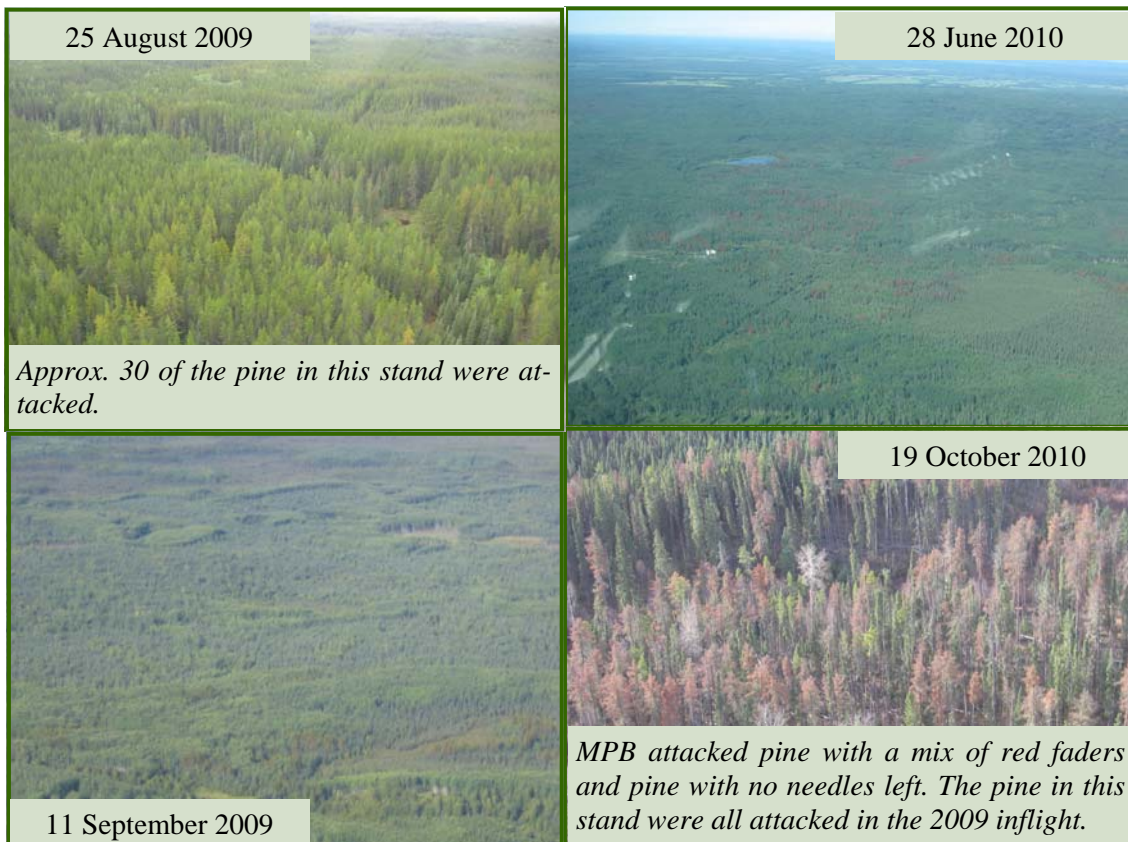 25 August 2009
28 June 2010
Approx. 30 of the pine in this stand were at-
tacked.
19 October 2010
11 September 2009
MPB attacked pine with a mix of red faders
and pine with no needles left. The pine in this
stand were all attacked in the 2009 inflight.